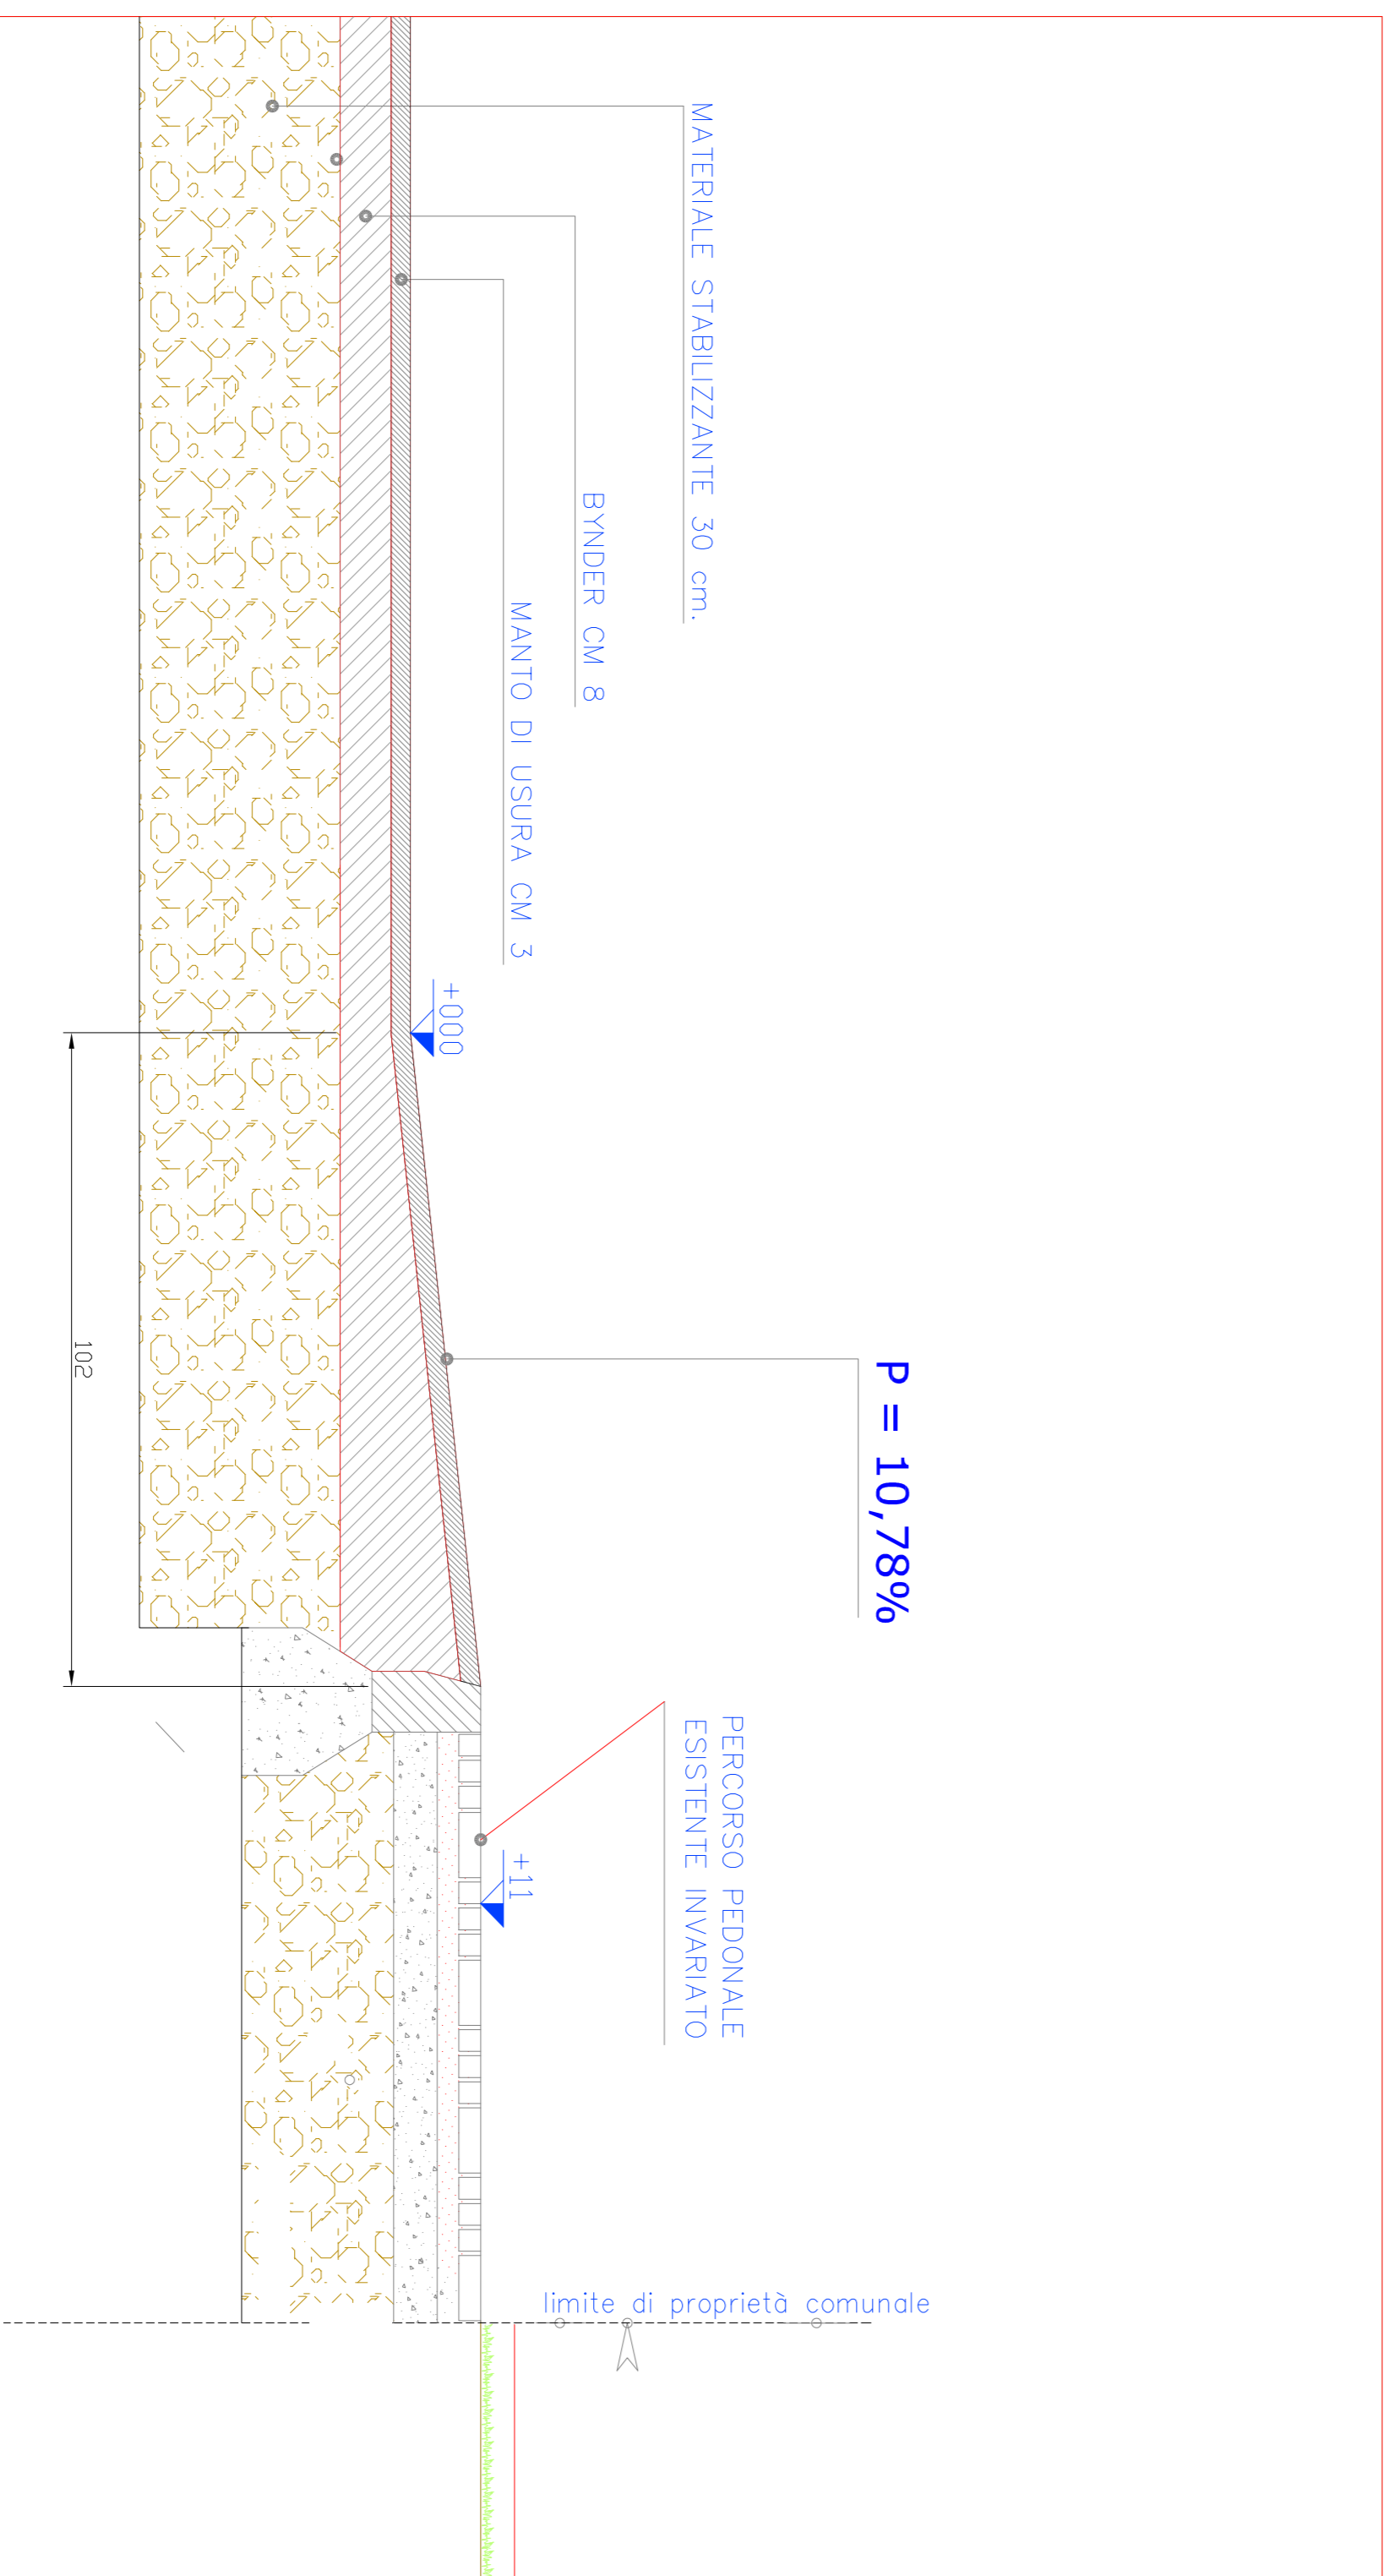 MATERIALE STABILIZZANTE 30 cm.
BYNDER CM 8
MANTO DI USURA CM 3
+000
P = 10,78%
102
PERCORSO PEDONALE
ESISTENTE INVARIATO
+11
limite di proprietà comunale